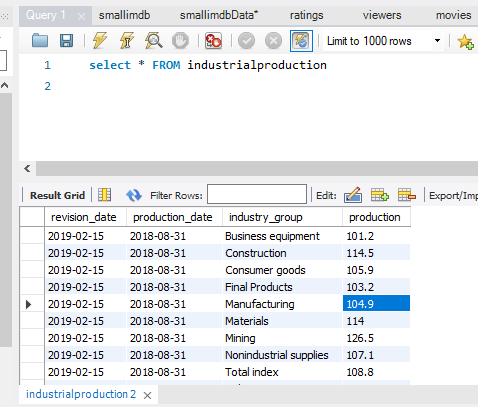 Query 1 smallimdb smallimdbData* ratings viewers movies
Limit to 1000 rows
1 select * FROM industrialproduction
2
Result Grid Filter Rows: Edit: Export/Imp
revision_date production_date industry_group production
2019-02-15 2018-08-31 Business equipment 101.2
2019-02-15 2018-08-31 Construction 114.5
2019-02-15 2018-08-31 Consumer goods 105.9
2019-02-15 2018-08-31 Final Products 103.2
2019-02-15 2018-08-31 Manufacturing 104.9
2019-02-15 2018-08-31 Materials 114
2019-02-15 2018-08-31 Mining 126.5
2019-02-15 2018-08-31 Nonindustrial supplies 107.1
2019-02-15 2018-08-31 Total index 108.8
industrialproduction 2